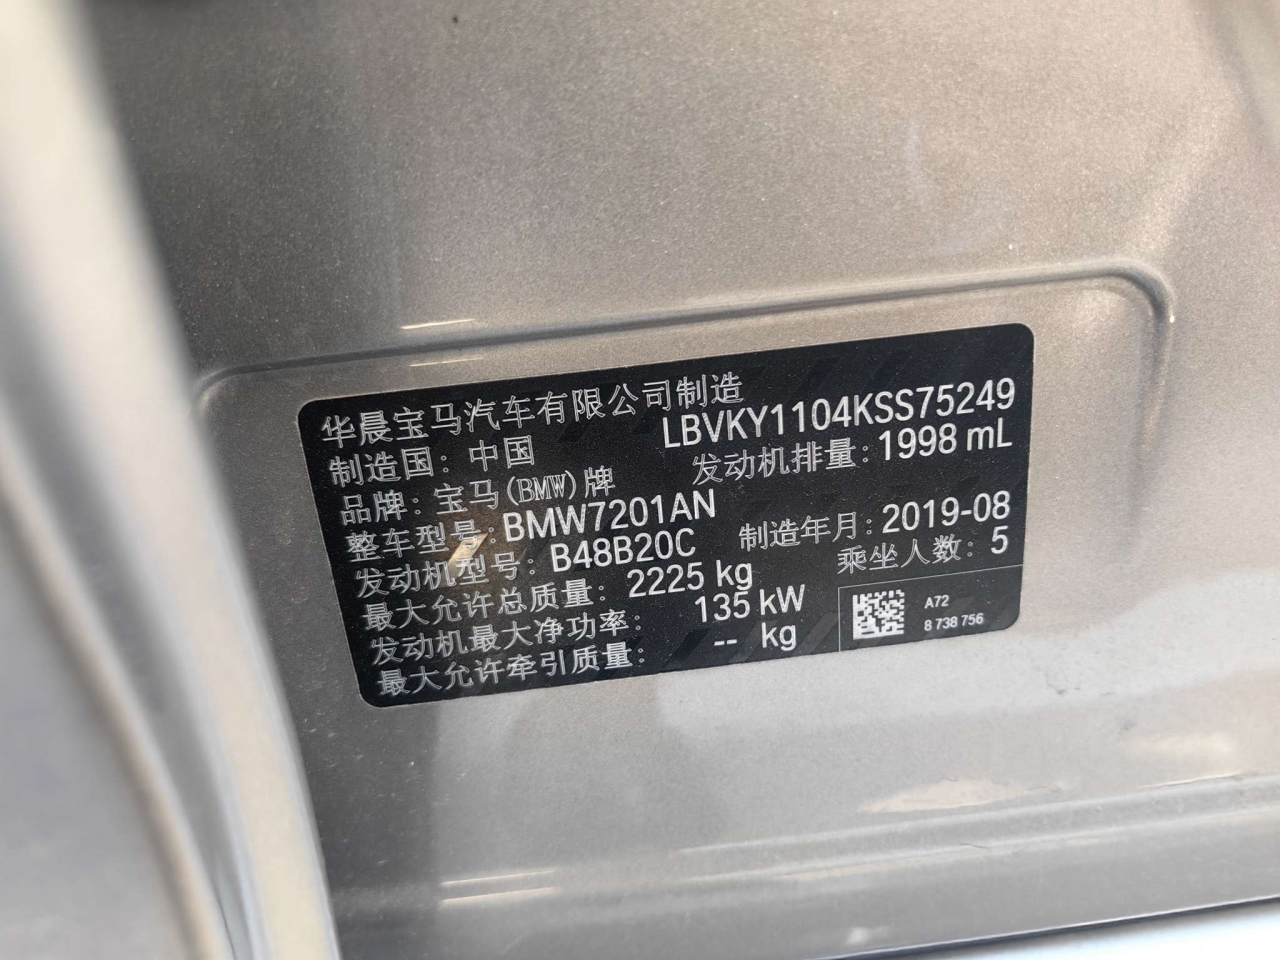 华晨宝马汽车有限公司制造
LBVKY1104KSS75249
制造国：中国
发动机排量：1998 mL
品牌：宝马(BMW)牌
整车型号：BMW7201AN
制造年月：2019-08
发动机型号：B48B20C
乘坐人数：5
最大允许总质量：2225 kg
发动机最大净功率：135 kW
最大允许牵引质量：-- kg
A72
8 738 756